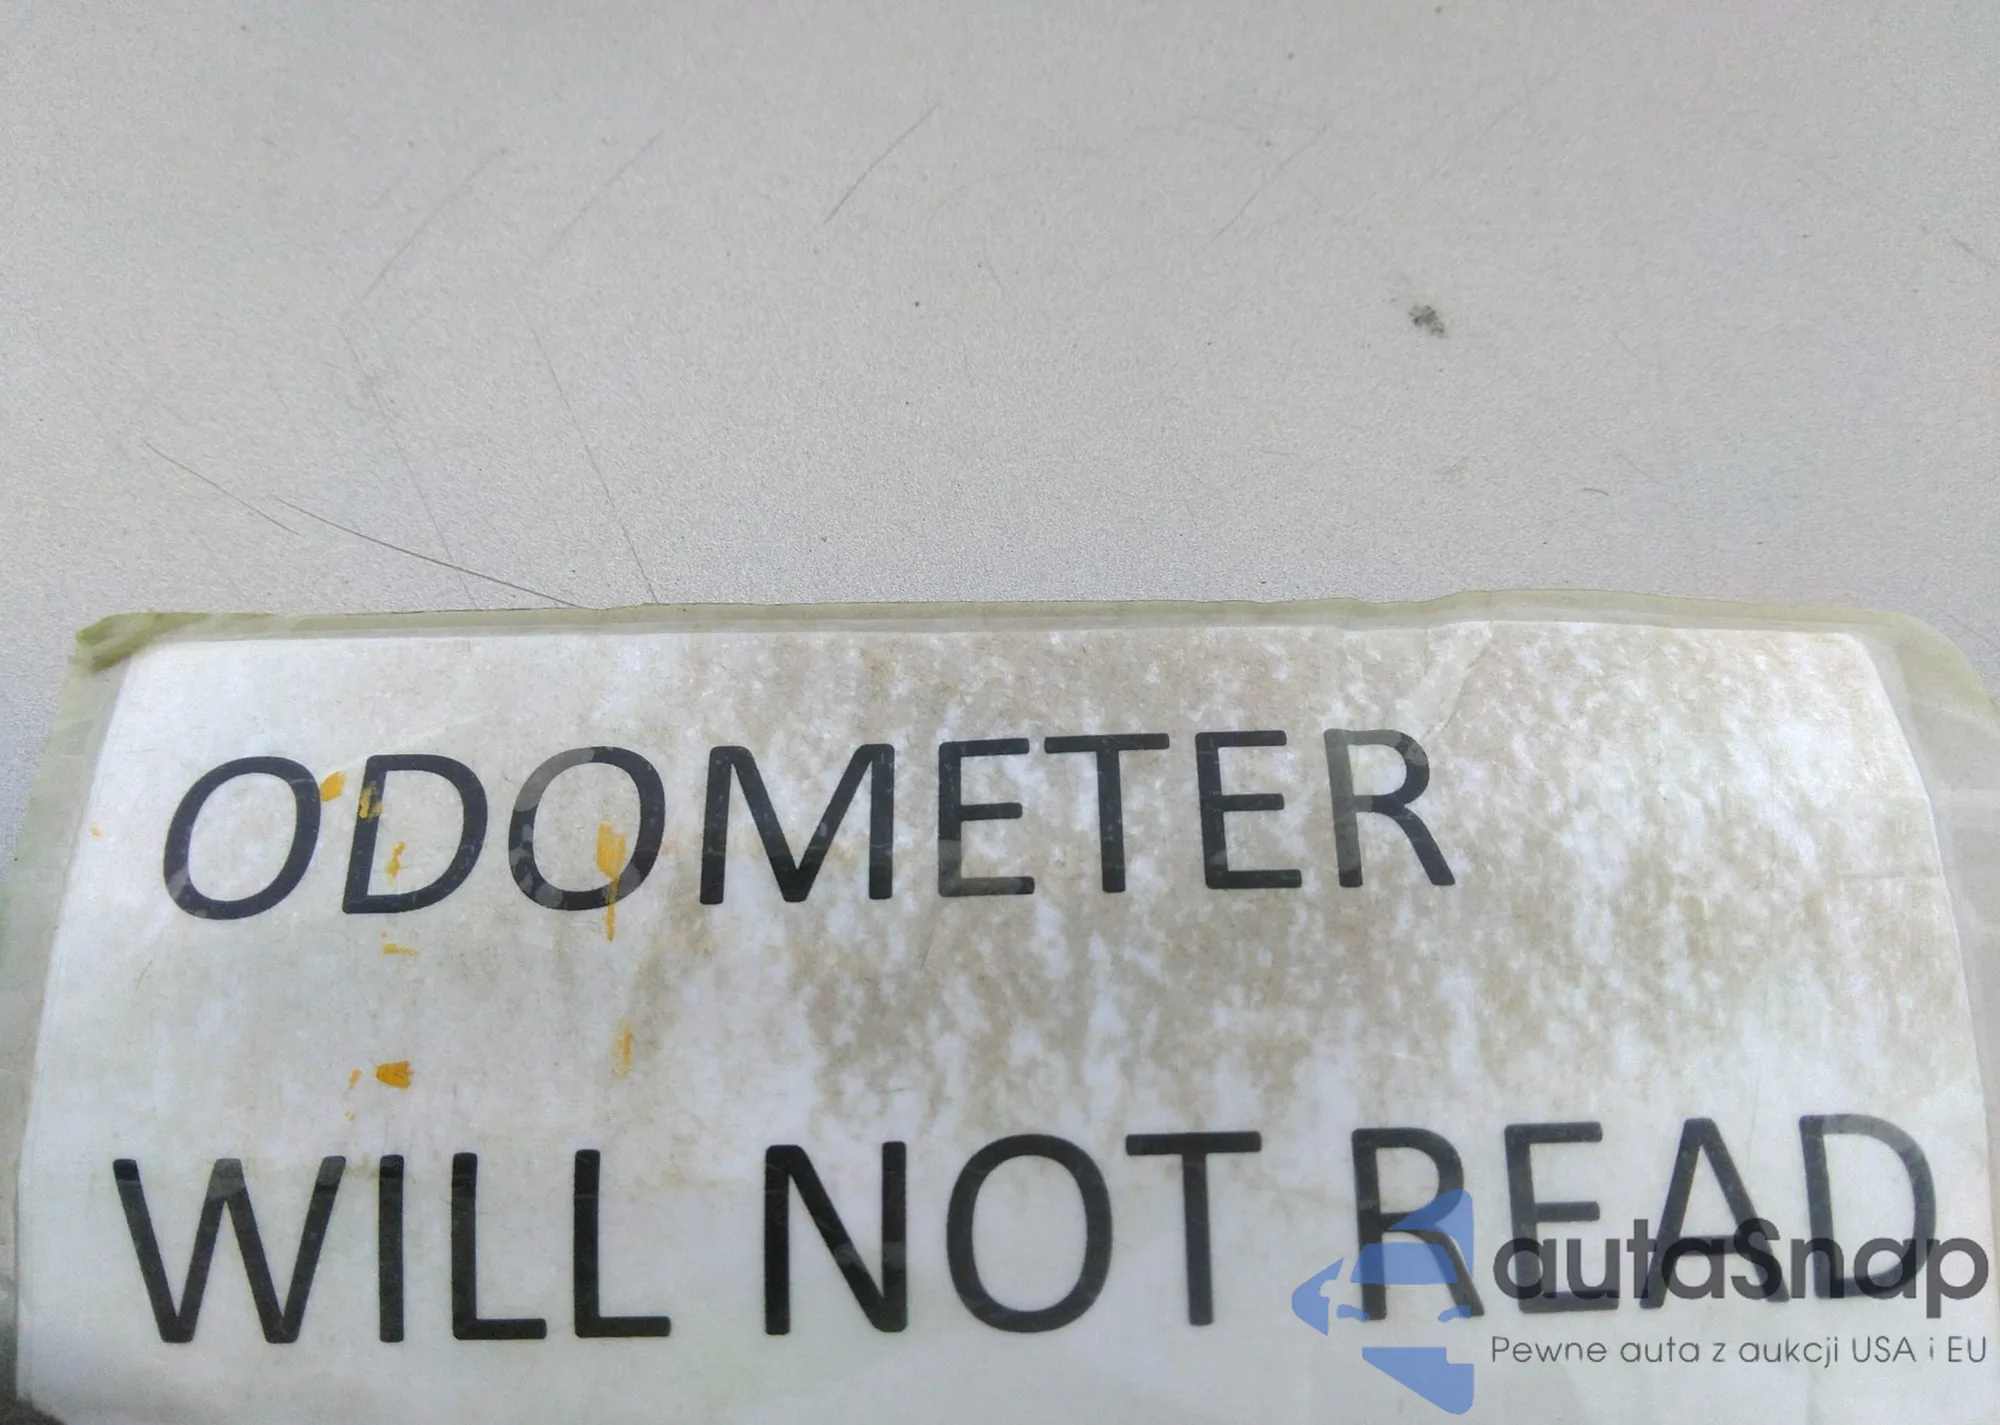 ODOMETER
WILL NOT READ
autaSnap
Pewne auta z aukcji USA i EU